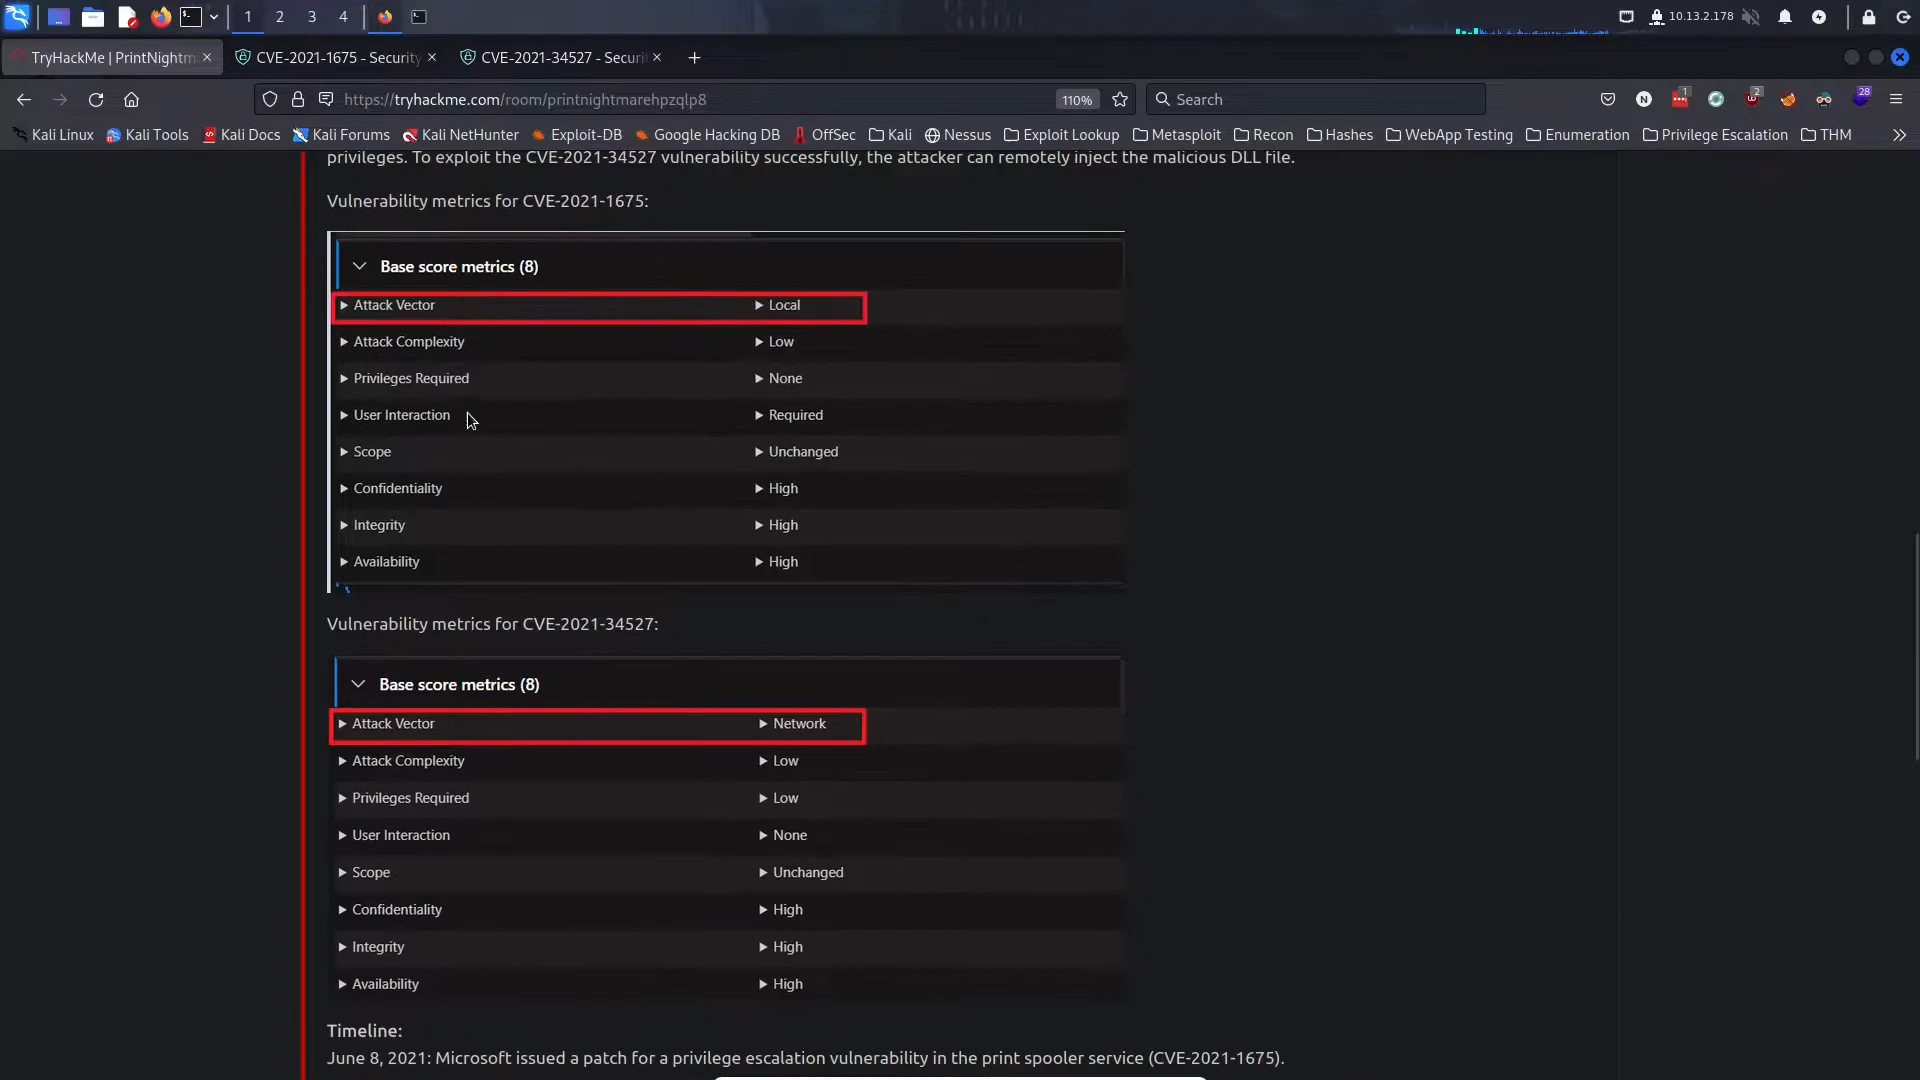 1 2 3 4 10.13.2.178
TryHackMe | PrintNightm CVE-2021-1675 - Security CVE-2021-34527 - Securi
https://tryhackme.com/room/printnightmarehpzqlp8 110% Search 1 2 28
Kali Linux Kali Tools Kali Docs Kali Forums Kali NetHunter Exploit-DB Google Hacking DB OffSec Kali Nessus Exploit Lookup Metasploit Recon Hashes WebApp Testing Enumeration Privilege Escalation THM
privileges. To exploit the CVE-2021-34527 vulnerability successfully, the attacker can remotely inject the malicious DLL file.
Vulnerability metrics for CVE-2021-1675:
Base score metrics (8)
Attack Vector Local
Attack Complexity Low
Privileges Required None
User Interaction Required
Scope Unchanged
Confidentiality High
Integrity High
Availability High
Vulnerability metrics for CVE-2021-34527:
Base score metrics (8)
Attack Vector Network
Attack Complexity Low
Privileges Required Low
User Interaction None
Scope Unchanged
Confidentiality High
Integrity High
Availability High
Timeline:
June 8, 2021: Microsoft issued a patch for a privilege escalation vulnerability in the print spooler service (CVE-2021-1675).